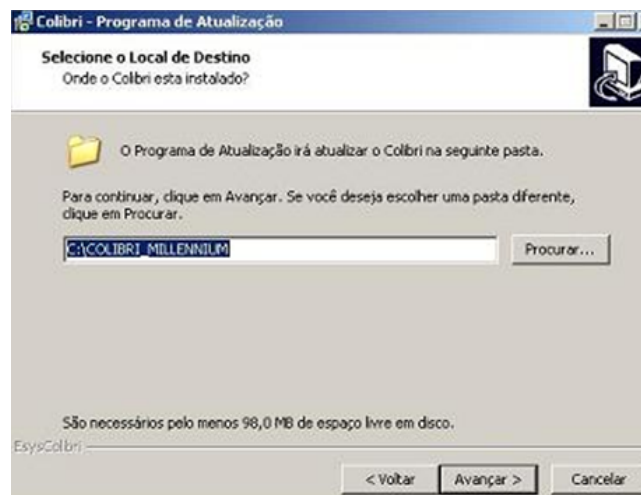 Colibri - Programa de Atualização
Selecione o Local de Destino
Onde o Colibri esta instalado?
O Programa de Atualização irá atualizar o Colibri na seguinte pasta.
Para continuar, clique em Avançar. Se você deseja escolher uma pasta diferente,
clique em Procurar.
C:\COLIBRI_MILLENNIUM
Procurar...
São necessários pelo menos 98,0 MB de espaço livre em disco.
EsysColibri
< Voltar
Avançar >
Cancelar